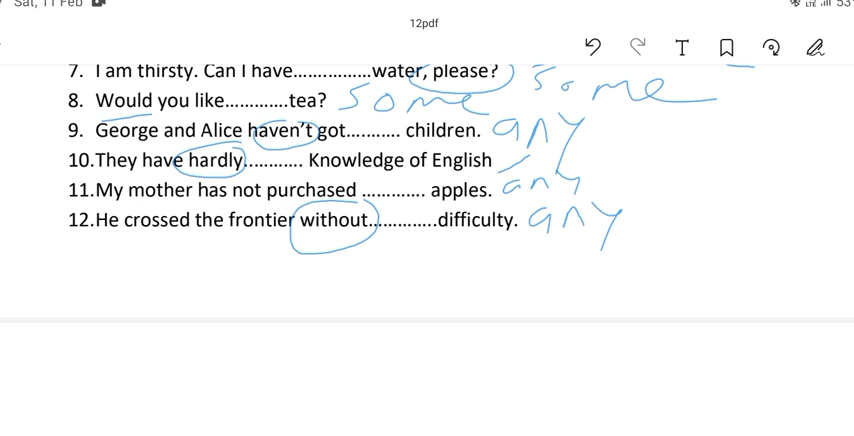 Sat, 11 Feb
LTE 53
12pdf
T
7. I am thirsty. Can I have...............water, please? some
8. Would you like............tea? some
9. George and Alice haven't got.......... children. any
10.They have hardly........... Knowledge of English
11.My mother has not purchased ............. apples. any
12.He crossed the frontier without..............difficulty. any